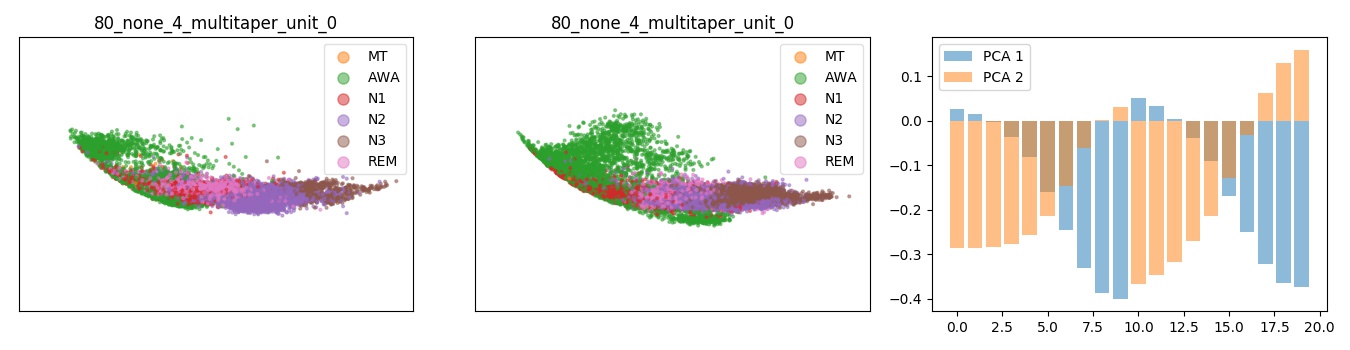 80_none_4_multitaper_unit_0
MT
AWA
N1
N2
N3
REM
80_none_4_multitaper_unit_0
MT
AWA
N1
N2
N3
REM
PCA 1
PCA 2
0.1
0.0
−0.1
−0.2
−0.3
−0.4
0.0 2.5 5.0 7.5 10.0 12.5 15.0 17.5 20.0